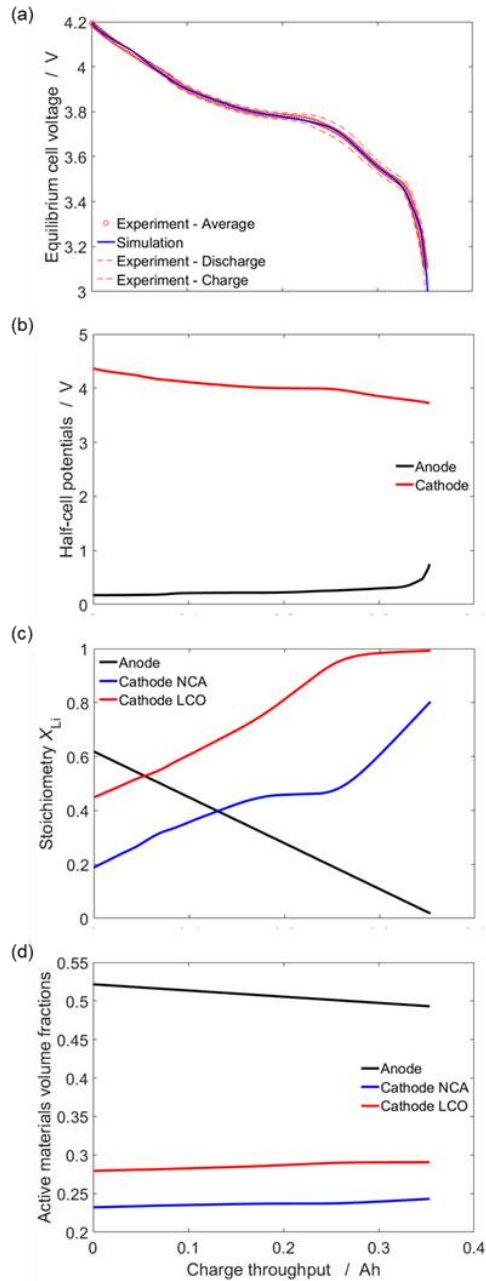 (a)
4.2
4
3.8
3.6
3.4
3.2
3
Equilibrium cell voltage / V
Experiment - Average
Simulation
Experiment - Discharge
Experiment - Charge
(b)
5
4
3
2
1
0
Half-cell potentials / V
Anode
Cathode
(c)
1
0.8
0.6
0.4
0.2
0
Stoichiometry XLi
Anode
Cathode NCA
Cathode LCO
(d)
0.55
0.5
0.45
0.4
0.35
0.3
0.25
0.2
Active materials volume fractions
Anode
Cathode NCA
Cathode LCO
0 0.1 0.2 0.3 0.4
Charge throughput / Ah